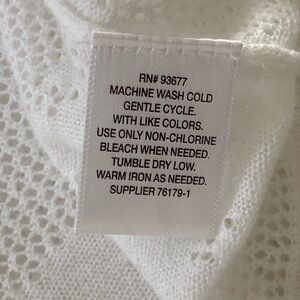 RN# 93677
MACHINE WASH COLD
GENTLE CYCLE.
WITH LIKE COLORS.
USE ONLY NON-CHLORINE
BLEACH WHEN NEEDED.
TUMBLE DRY LOW.
WARM IRON AS NEEDED.
SUPPLIER 76179-1